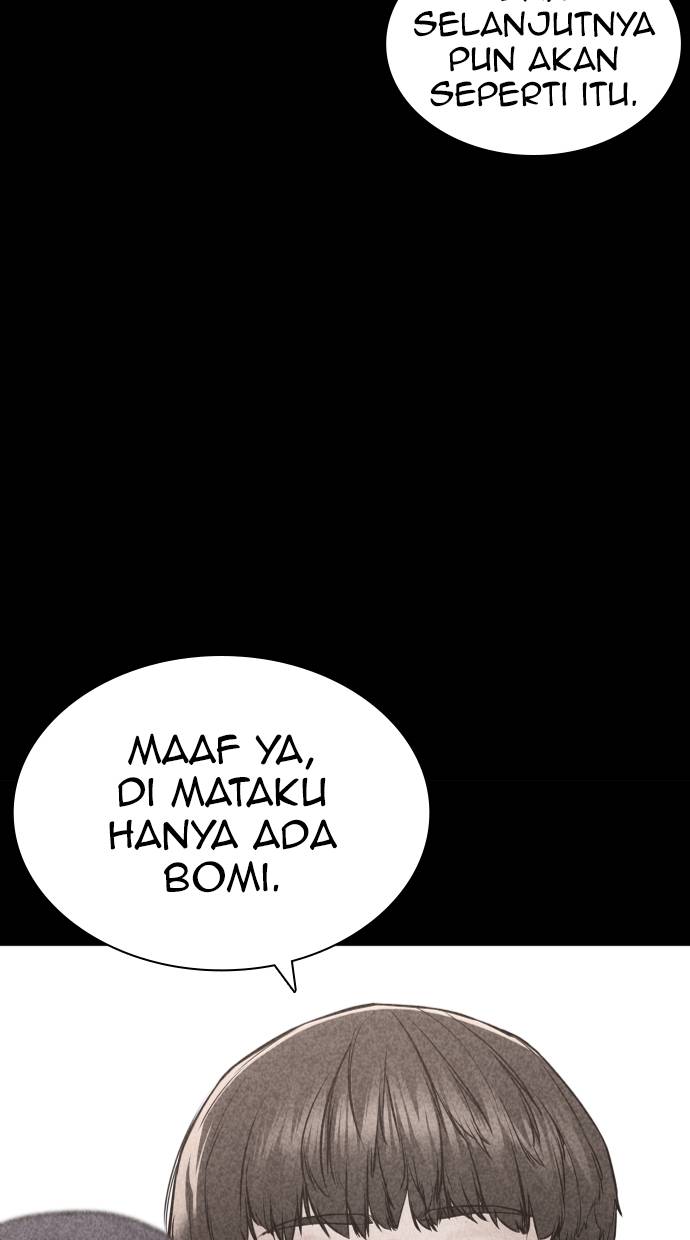 SELANJUTNYA
PUN AKAN
SEPERTI ITU.
MAAF YA,
DI MATAKU
HANYA ADA
BOMI.